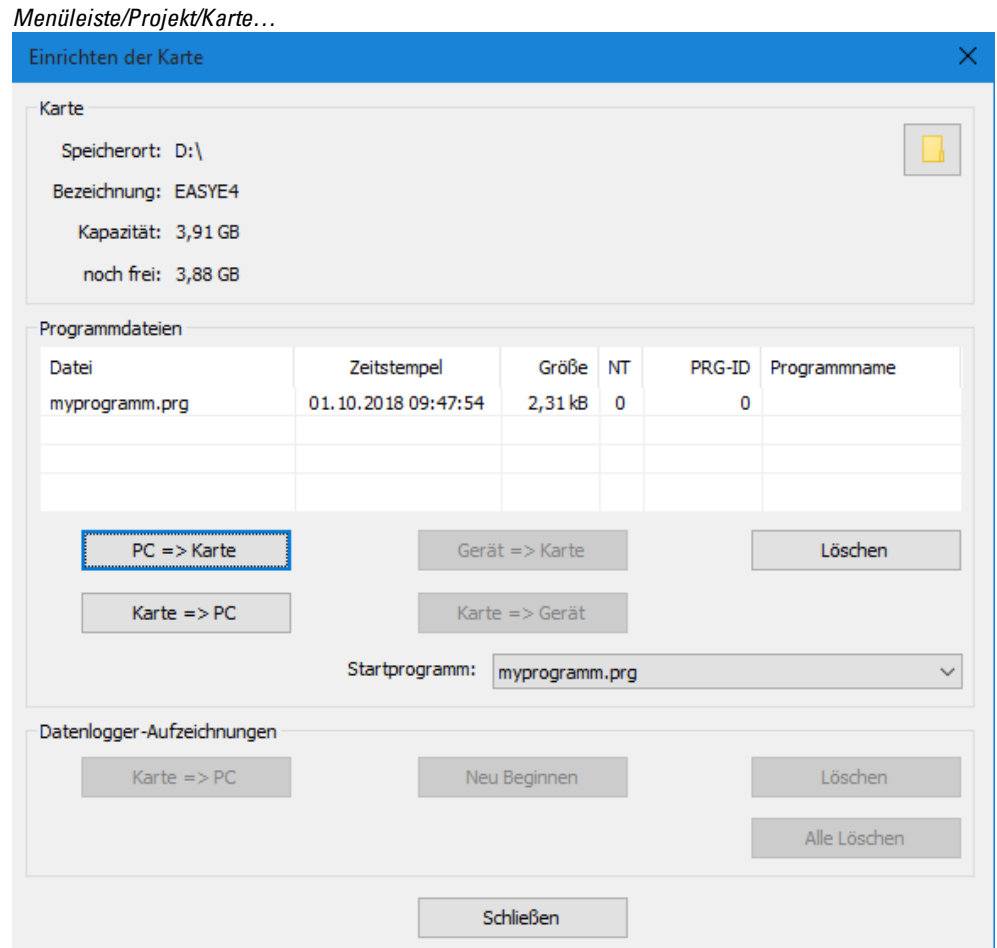 Menüleiste/Projekt/Karte…
Einrichten der Karte
Karte
Speicherort: D:\
Bezeichnung: EASYE4
Kapazität: 3,91 GB
noch frei: 3,88 GB
Programmdateien
Datei Zeitstempel Größe NT PRG-ID Programmname
myprogramm.prg 01.10.2018 09:47:54 2,31 kB 0 0
PC => Karte Gerät => Karte Löschen
Karte => PC Karte => Gerät
Startprogramm: myprogramm.prg
Datenlogger-Aufzeichnungen
Karte => PC Neu Beginnen Löschen
Alle Löschen
Schließen